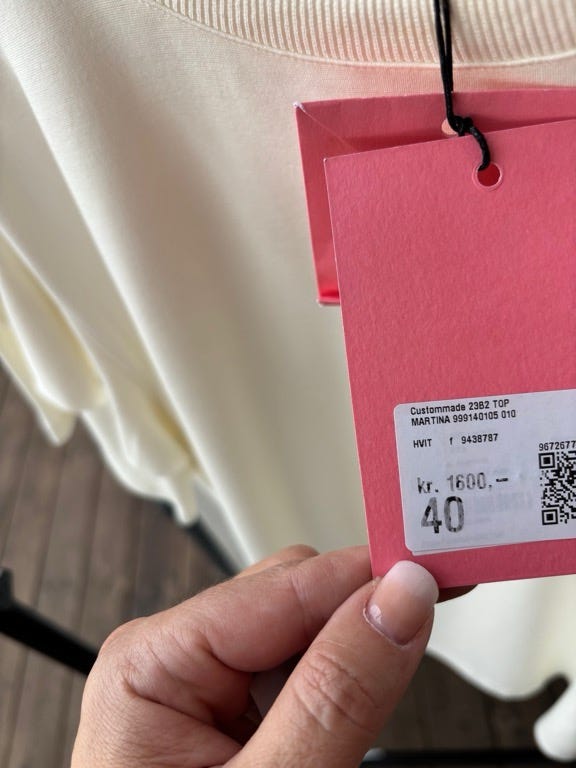 Custommade 23B2 TOP
MARTINA 999140105 010
HVIT f 9438787
9672677
kr. 1600,-
40